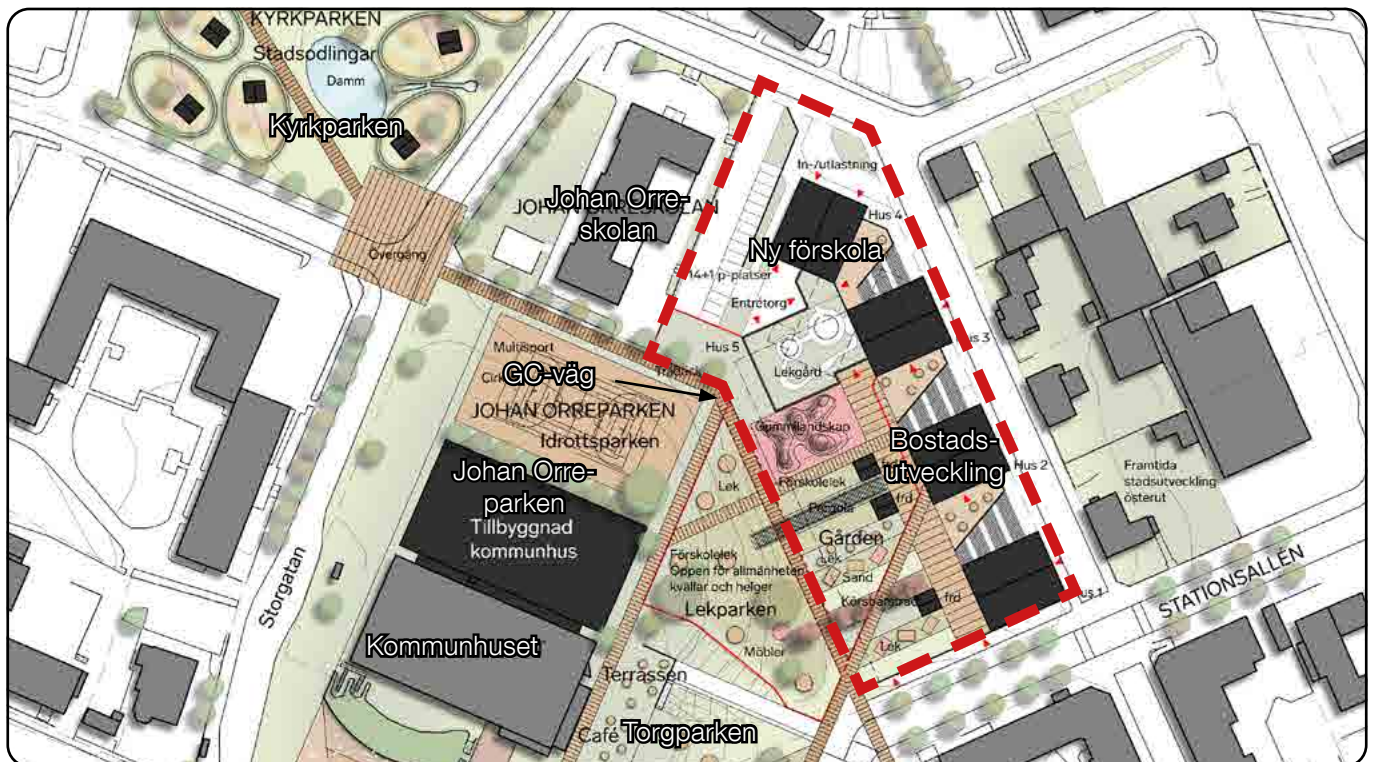 KYRKPARKEN
Stadsodlingar
Damm
Kyrkparken
Övergång
JOHAN ORRESKOLAN
Johan Orre-
skolan
In-/utlastning
Hus 4
Ny förskola
14+1 p-platser
Entrétorg
Hus 5
Lekgård
Hus 3
Multisport
GC-väg
JOHAN ORREPARKEN
Idrottsparken
Gummilandskap
Bostads-
utveckling
Hus 2
Johan Orre-
parken
Tillbyggnad
kommunhus
Lek
Förskolelek
frd
Pergola
Gården
Lek
Sand
Förskolelek
Öppen för allmänheten
kvällar och helger
Lekparken
Körsbärsträd
frd
Hus 1
Lek
Möbler
Framtida
stadsutveckling
österut
STATIONSALLÉN
Storgatan
Kommunhuset
Terrassen
Café
Torgparken